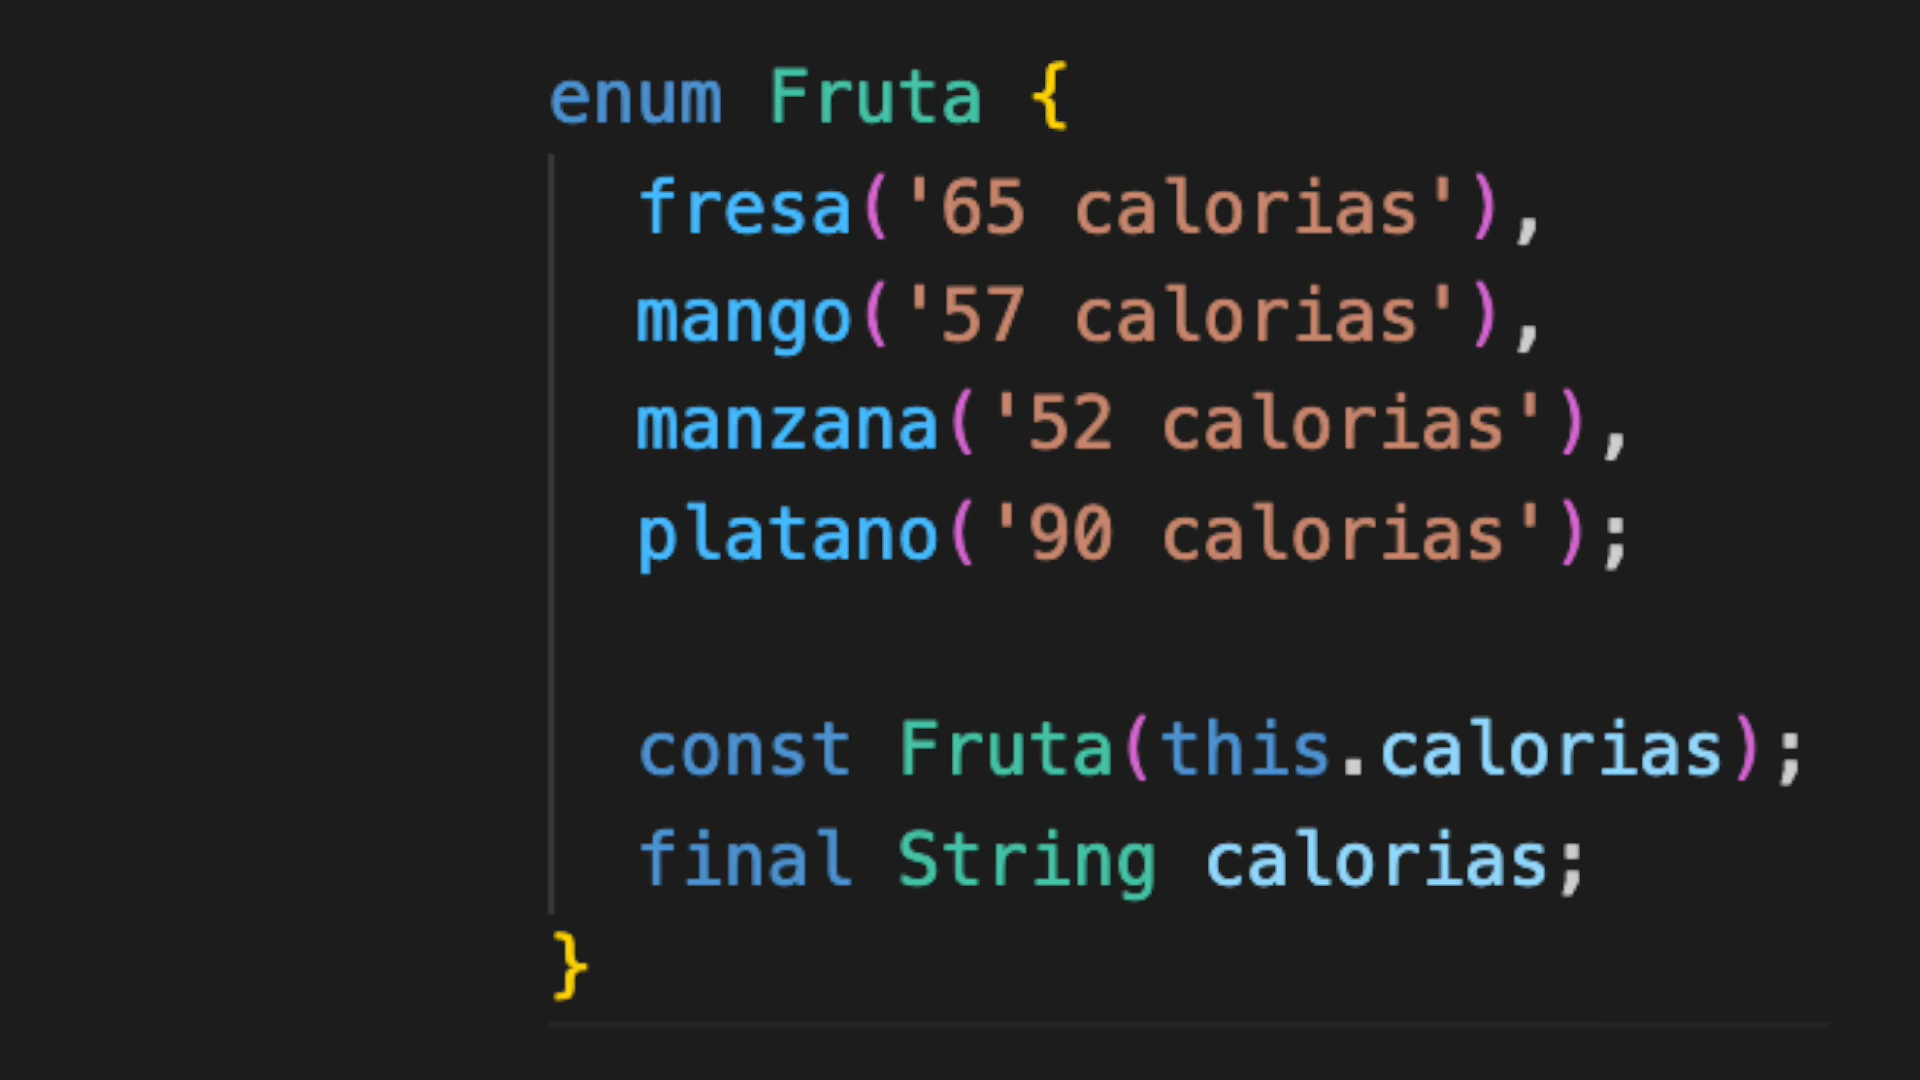 enum Fruta {
fresa('65 calorias'),
mango('57 calorias'),
manzana('52 calorias'),
platano('90 calorias');
const Fruta(this.calorias);
final String calorias;
}